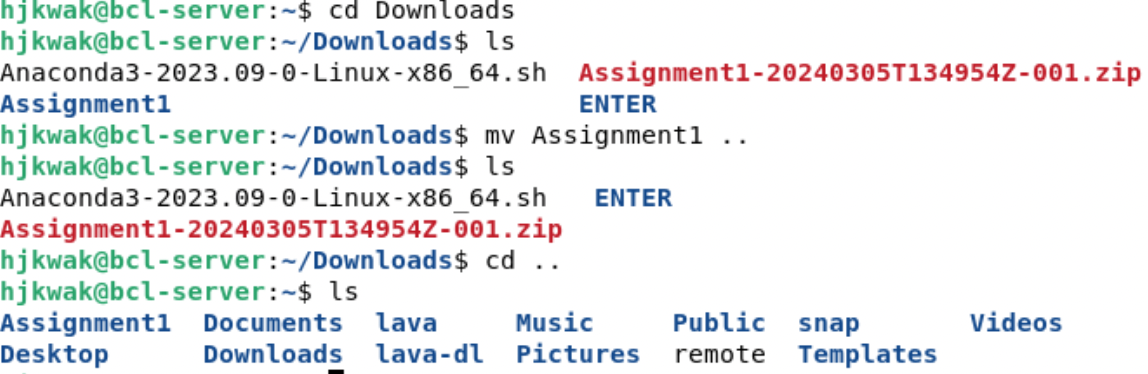 hjkwak@bcl-server:~$ cd Downloads
hjkwak@bcl-server:~/Downloads$ ls
Anaconda3-2023.09-0-Linux-x86_64.sh  Assignment1-20240305T134954Z-001.zip
Assignment1                          ENTER
hjkwak@bcl-server:~/Downloads$ mv Assignment1 ..
hjkwak@bcl-server:~/Downloads$ ls
Anaconda3-2023.09-0-Linux-x86_64.sh   ENTER
Assignment1-20240305T134954Z-001.zip
hjkwak@bcl-server:~/Downloads$ cd ..
hjkwak@bcl-server:~$ ls
Assignment1  Documents  lava     Music     Public  snap       Videos
Desktop      Downloads  lava-dl  Pictures  remote  Templates